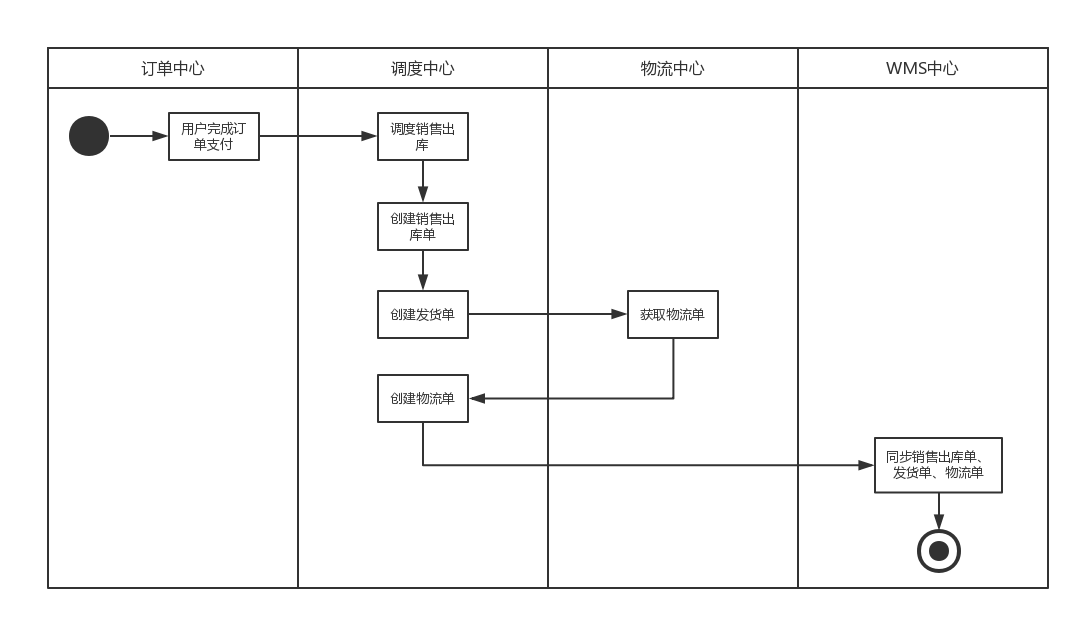 订单中心
调度中心
物流中心
WMS中心
用户完成订
单支付
调度销售出
库
创建销售出
库单
创建发货单
获取物流单
创建物流单
同步销售出库单、
发货单、物流单